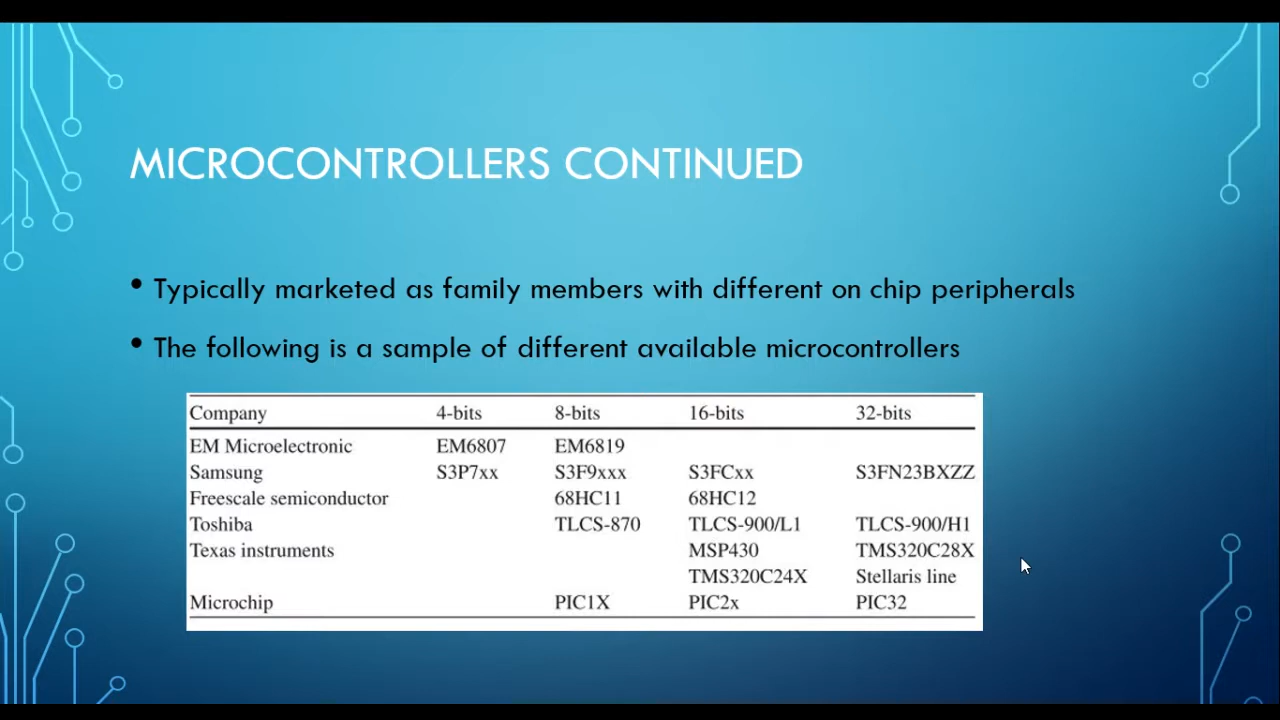 MICROCONTROLLERS CONTINUED
• Typically marketed as family members with different on chip peripherals
• The following is a sample of different available microcontrollers
Company 4-bits 8-bits 16-bits 32-bits
EM Microelectronic EM6807 EM6819
Samsung S3P7xx S3F9xxx S3FCxx S3FN23BXZZ
Freescale semiconductor 68HC11 68HC12
Toshiba TLCS-870 TLCS-900/L1 TLCS-900/H1
Texas instruments MSP430 TMS320C28X
TMS320C24X Stellaris line
Microchip PIC1X PIC2x PIC32